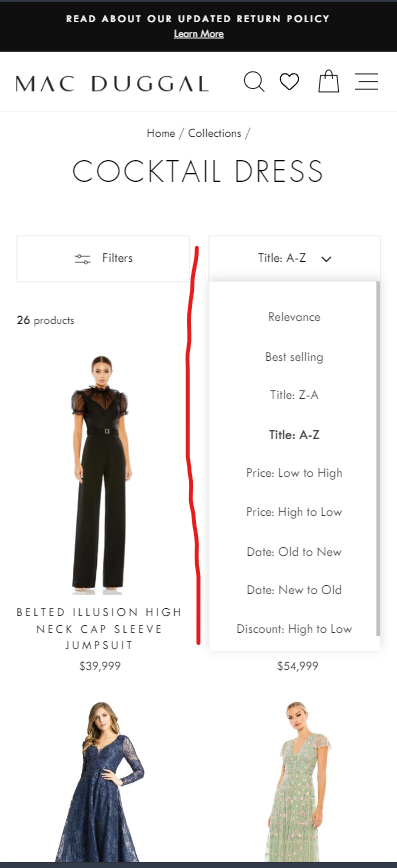 READ ABOUT OUR UPDATED RETURN POLICY
Learn More
MAC DUGGAL
Home / Collections /
COCKTAIL DRESS
Filters
Title: A-Z
26 products
Relevance
Best selling
Title: Z-A
Title: A-Z
Price: Low to High
Price: High to Low
Date: Old to New
Date: New to Old
Discount: High to Low
BELTED ILLUSION HIGH
NECK CAP SLEEVE
JUMPSUIT
$39,999
$54,999